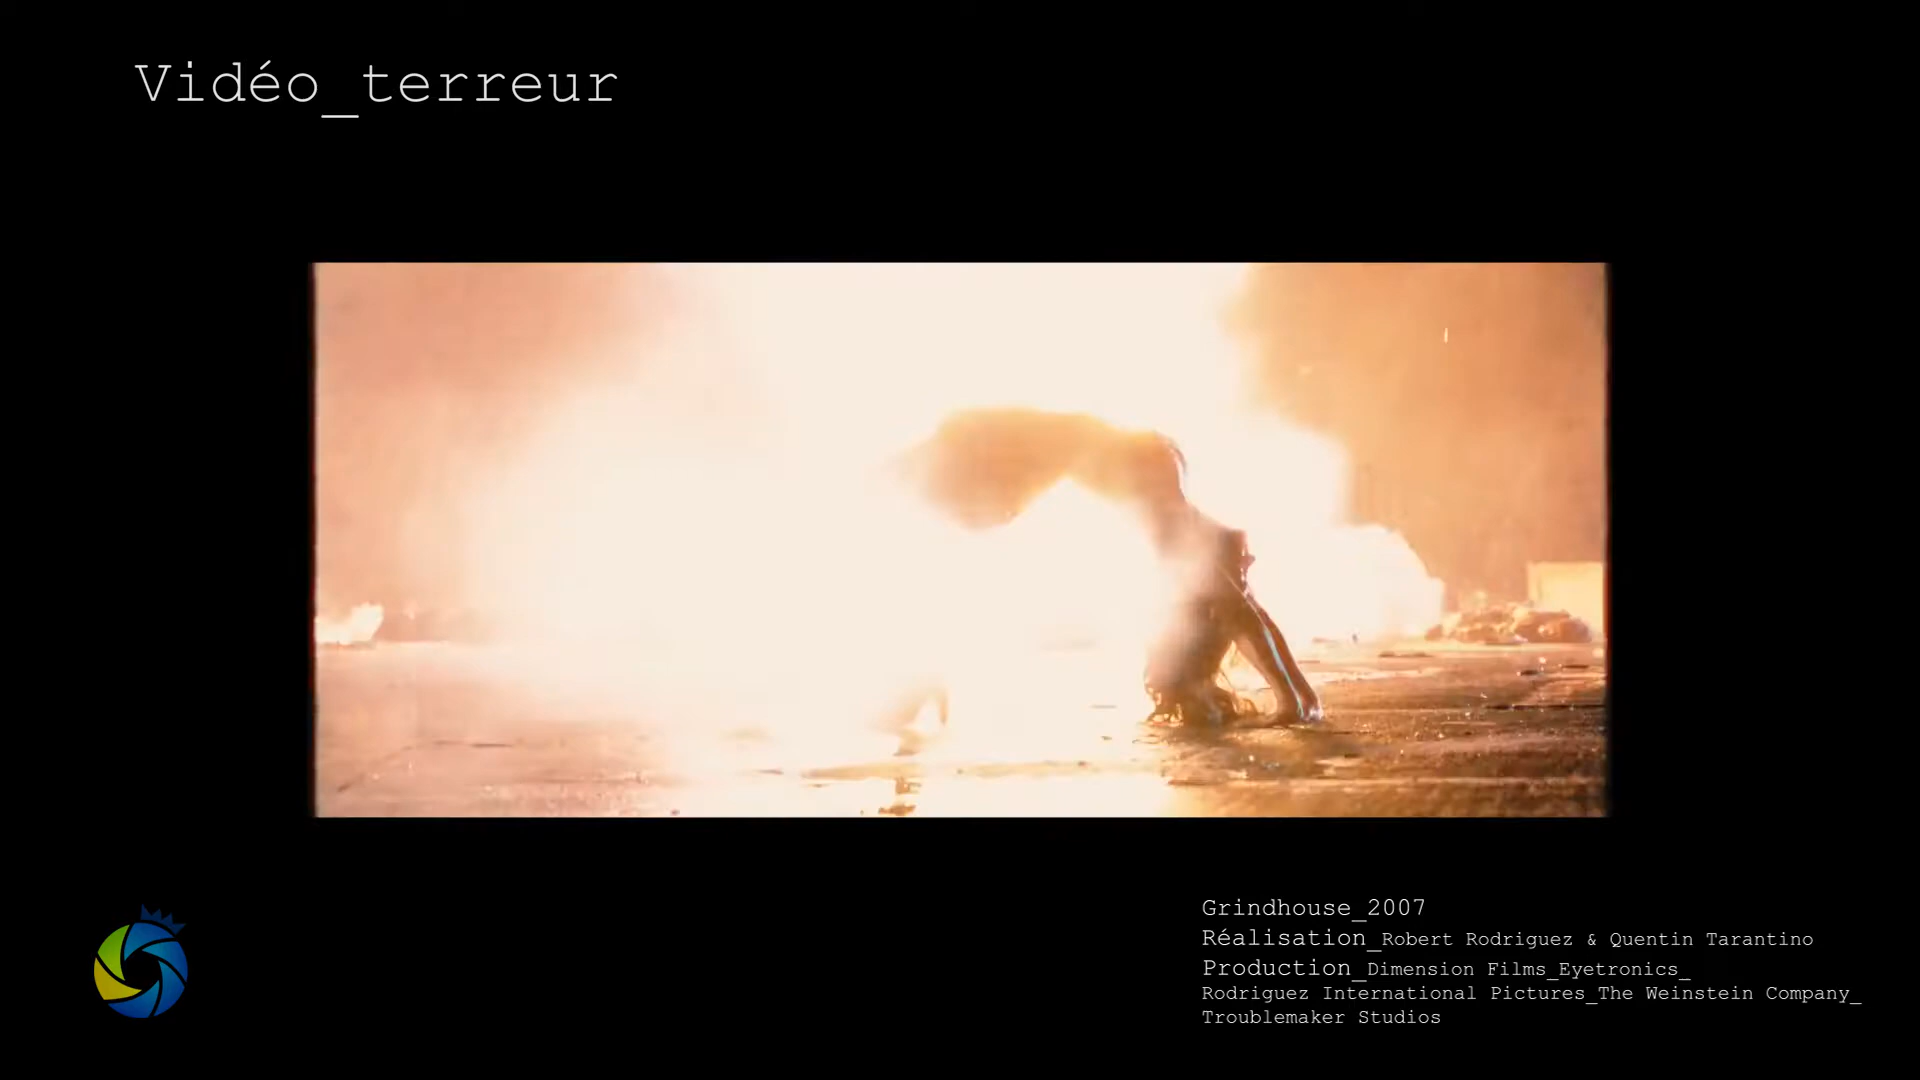 Vidéo_terreur
Grindhouse_2007
Réalisation_Robert Rodriguez & Quentin Tarantino
Production_Dimension Films_Eyetronics_
Rodriguez International Pictures_The Weinstein Company_
Troublemaker Studios